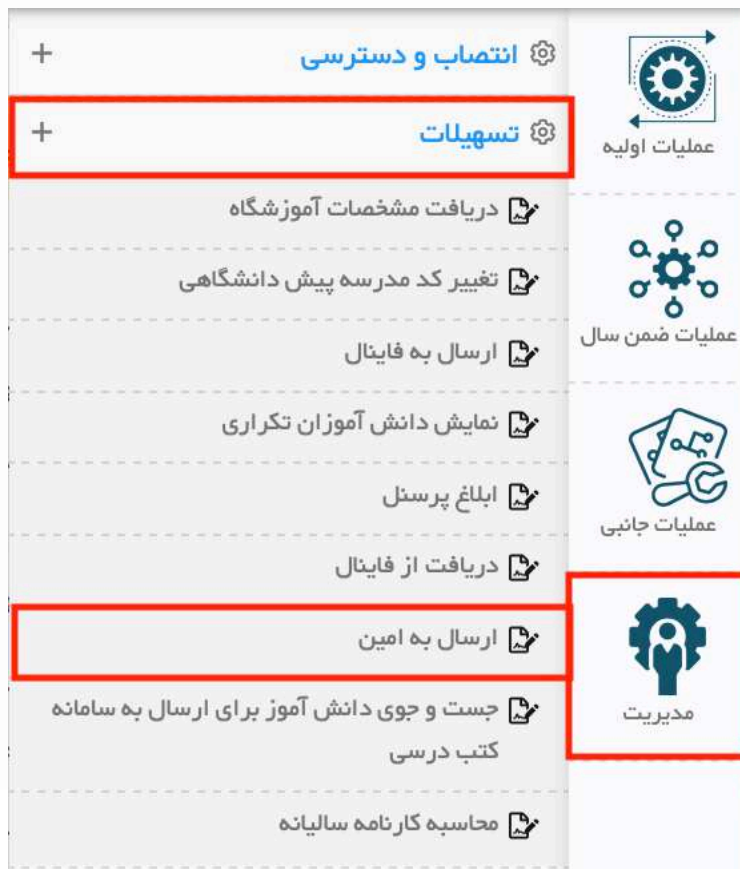 عملیات اولیه
عملیات ضمن سال
عملیات جانبی
مدیریت
انتصاب و دسترسی +
تسهیلات +
دریافت مشخصات آموزشگاه
تغییر کد مدرسه پیش دانشگاهی
ارسال به فاینال
نمایش دانش آموزان تکراری
ابلاغ پرسنل
دریافت از فاینال
ارسال به امین
جست و جوی دانش آموز برای ارسال به سامانه
کتب درسی
محاسبه کارنامه سالیانه